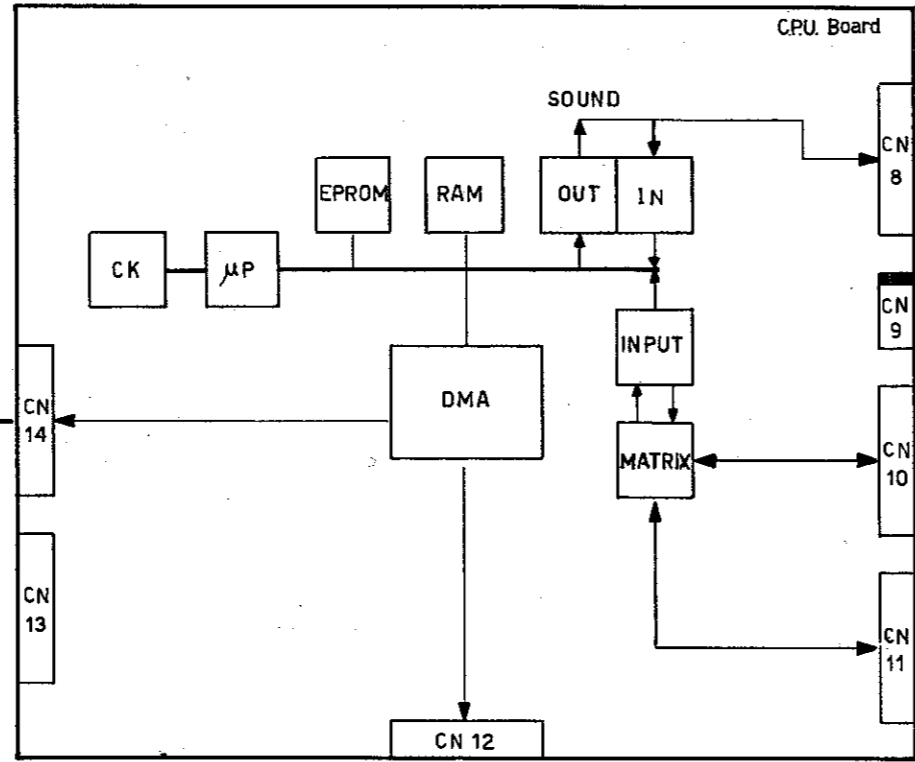 C.P.U. Board
SOUND
CN
8
EPROM
RAM
OUT
IN
CK
µP
CN
9
INPUT
DMA
CN
14
MATRIX
CN
10
CN
13
CN
11
CN 12